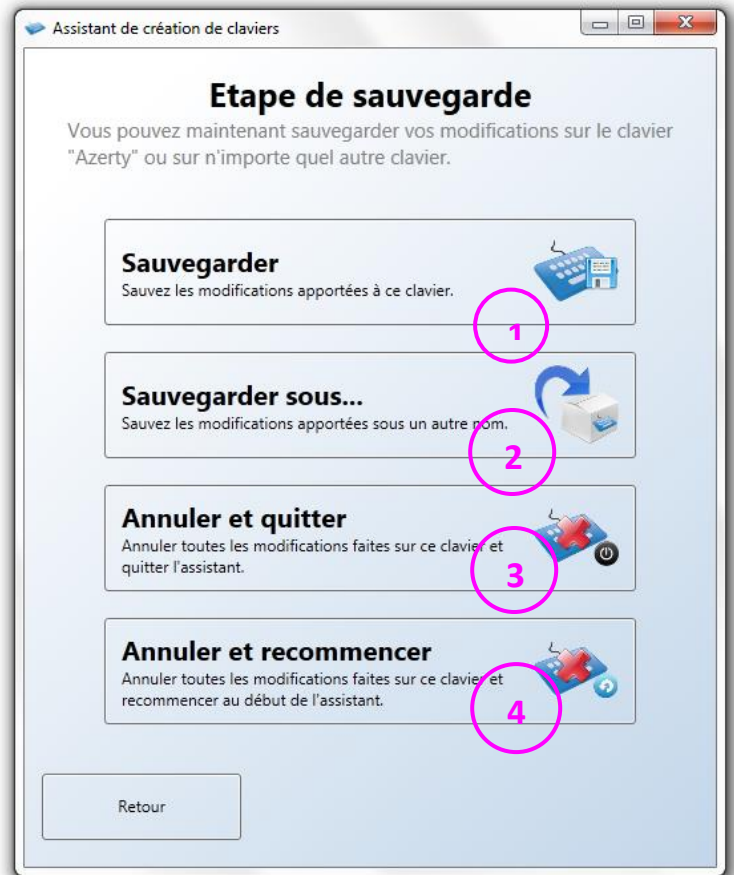 Assistant de création de claviers
Etape de sauvegarde
Vous pouvez maintenant sauvegarder vos modifications sur le clavier
"Azerty" ou sur n'importe quel autre clavier.
Sauvegarder
Sauvez les modifications apportées à ce clavier.
1
Sauvegarder sous...
Sauvez les modifications apportées sous un autre nom.
2
Annuler et quitter
Annuler toutes les modifications faites sur ce clavier et
quitter l'assistant.
3
Annuler et recommencer
Annuler toutes les modifications faites sur ce clavier et
recommencer au début de l'assistant.
4
Retour